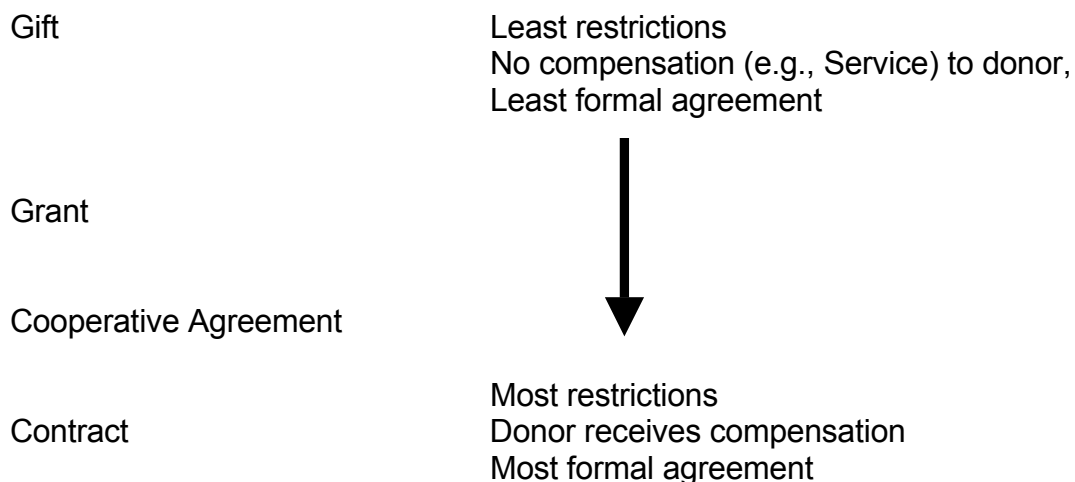 Gift
Least restrictions
No compensation (e.g., Service) to donor,
Least formal agreement
Grant
Cooperative Agreement
Most restrictions
Contract
Donor receives compensation
Most formal agreement